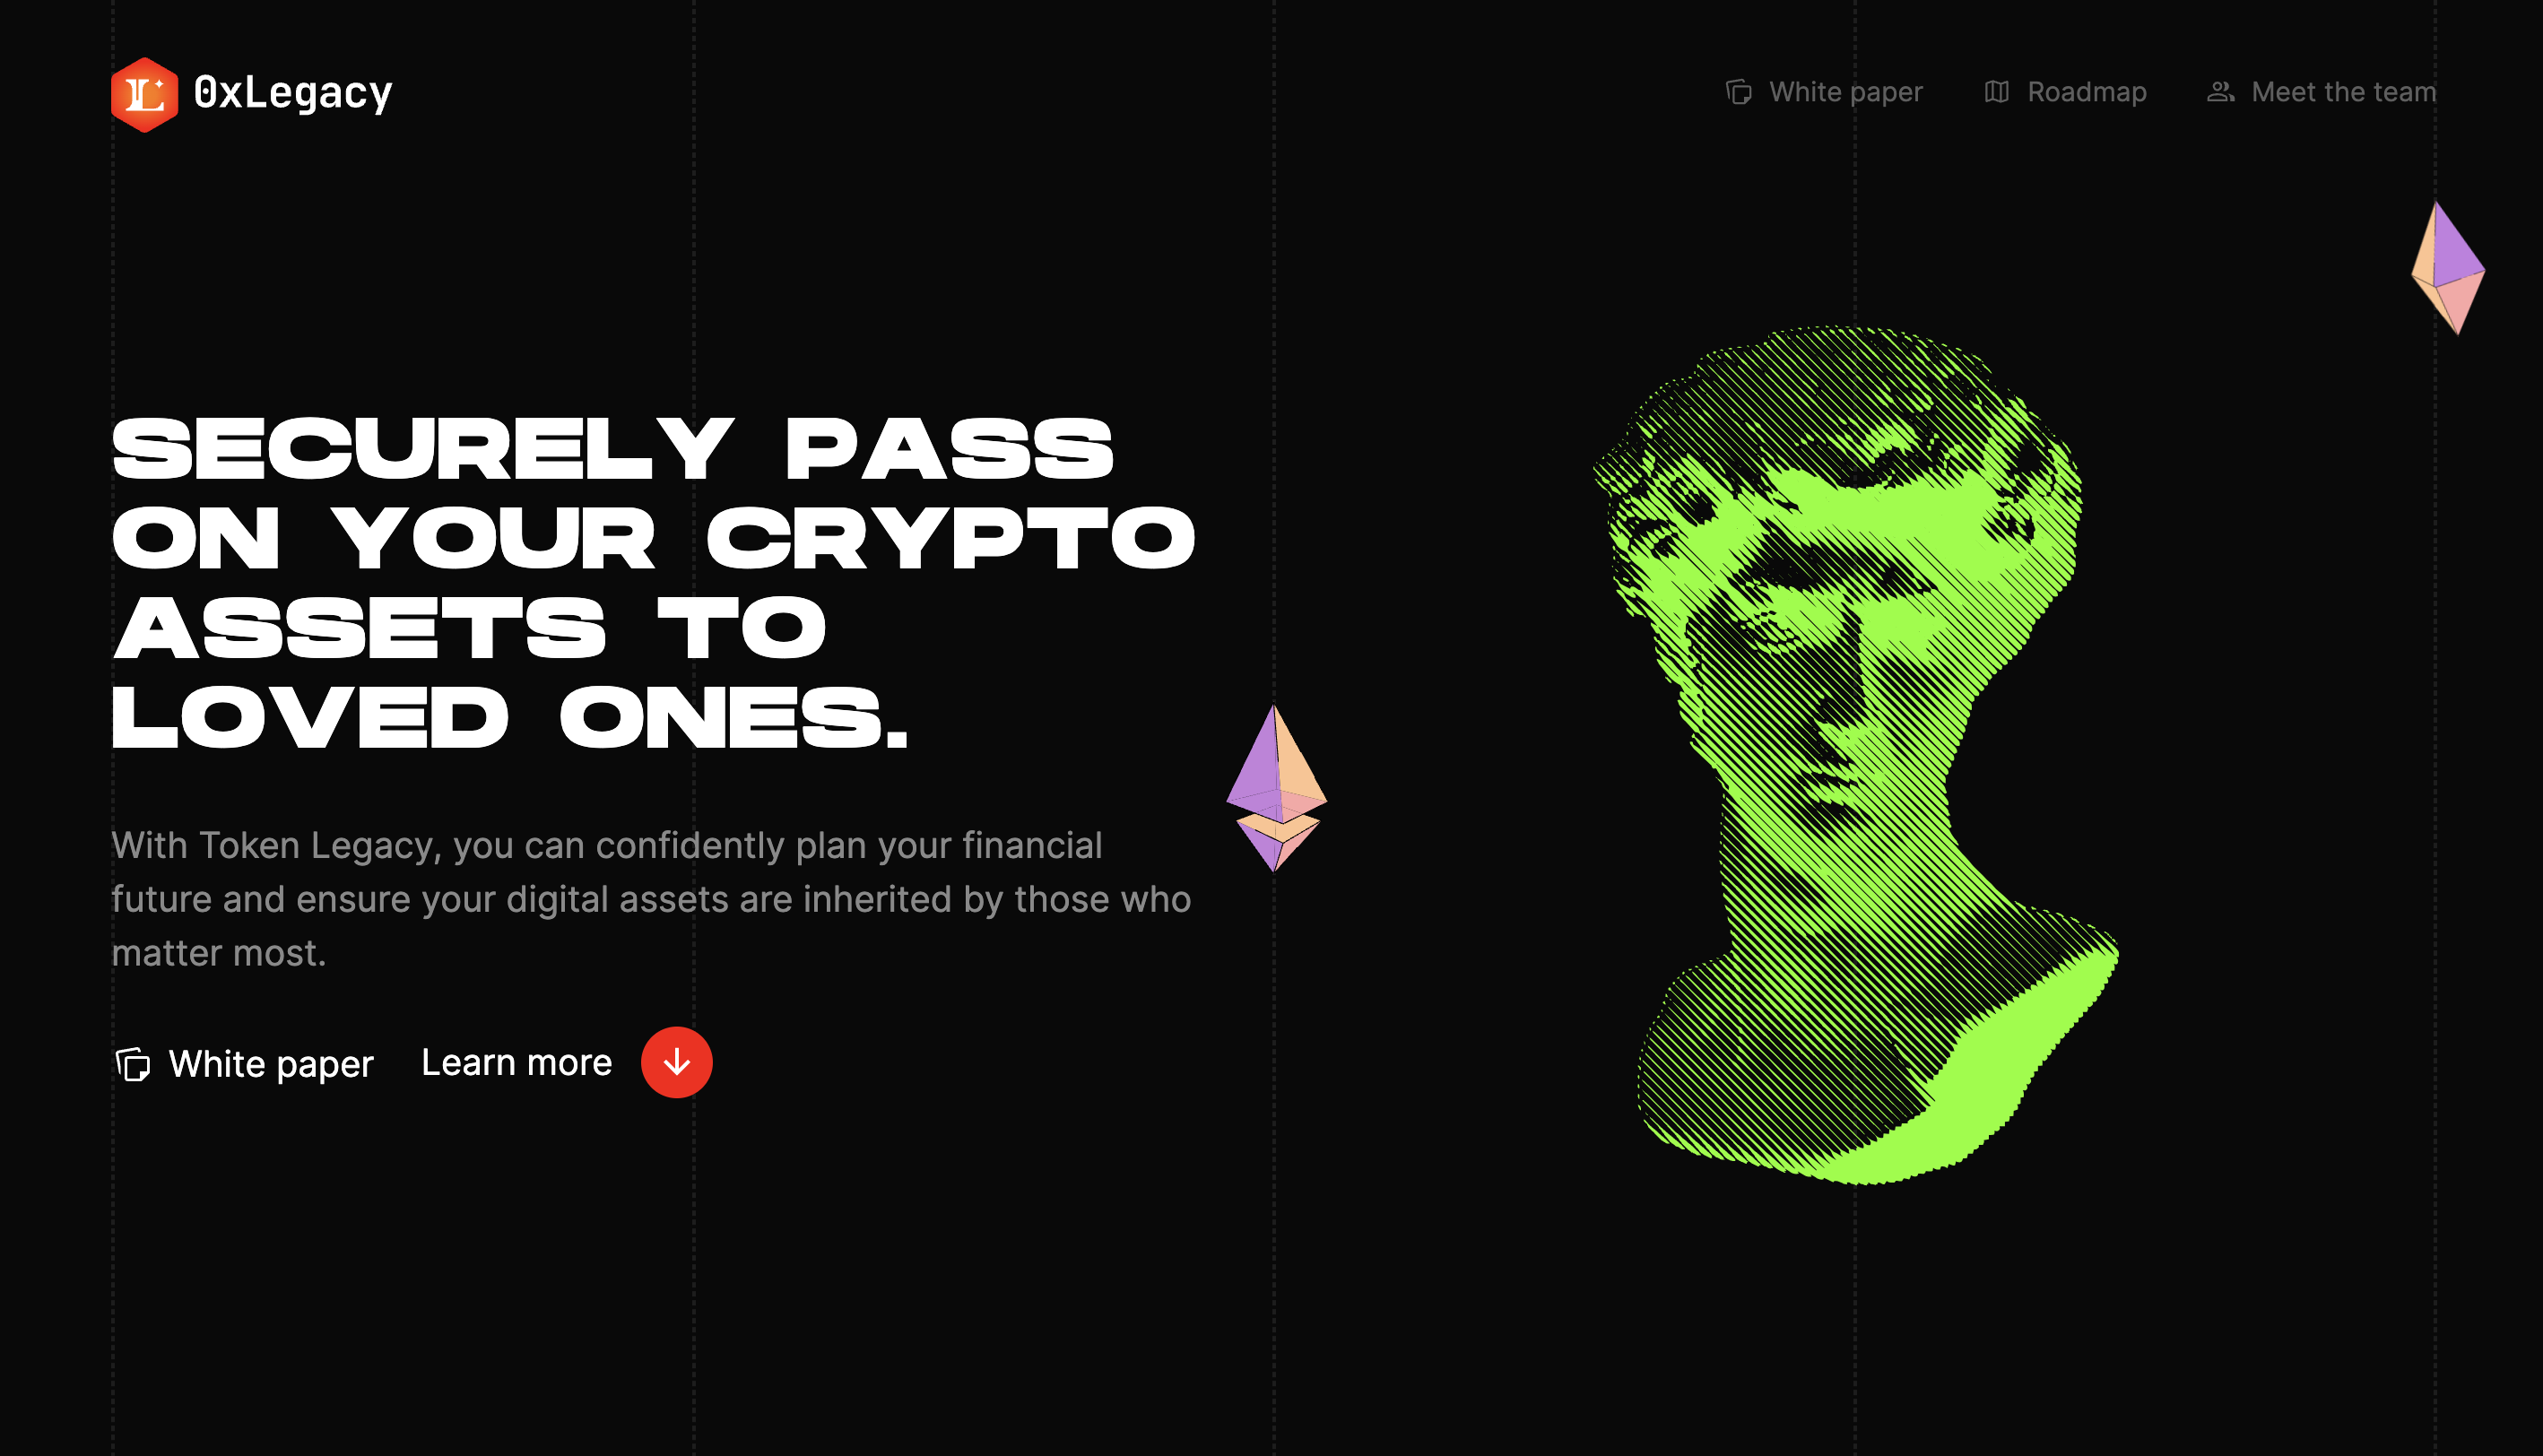 0xLegacy
White paper
Roadmap
Meet the team
SECURELY PASS
ON YOUR CRYPTO
ASSETS TO
LOVED ONES.
With Token Legacy, you can confidently plan your financial
future and ensure your digital assets are inherited by those who
matter most.
White paper
Learn more